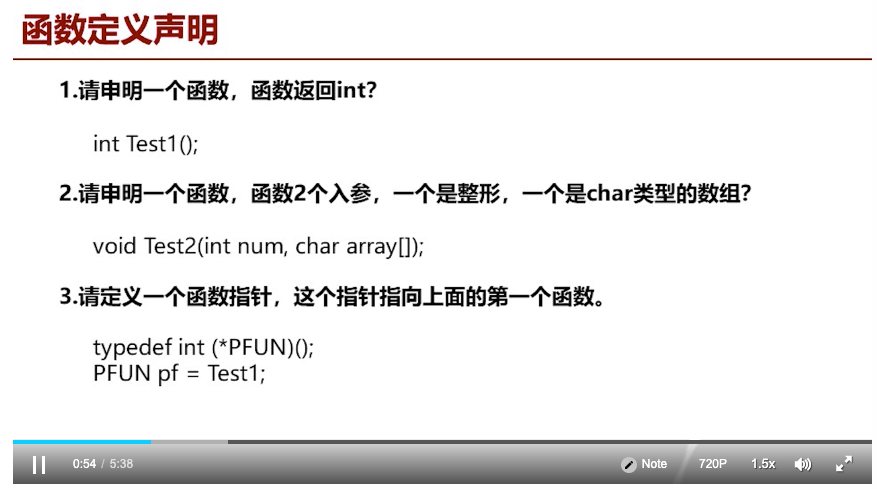 函数定义声明
1.请申明一个函数，函数返回int？
int Test1();
2.请申明一个函数，函数2个入参，一个是整形，一个是char类型的数组？
void Test2(int num, char array[]);
3.请定义一个函数指针，这个指针指向上面的第一个函数。
typedef int (*PFUN)();
PFUN pf = Test1;
0:54 / 5:38 Note 720P 1.5x